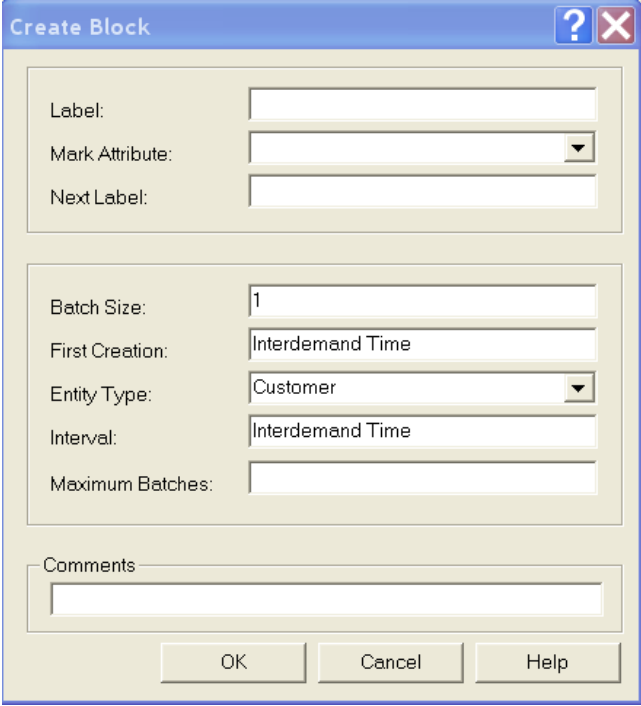 Create Block
Label:
Mark Attribute:
Next Label:
Batch Size: 1
First Creation: Interdemand Time
Entity Type: Customer
Interval: Interdemand Time
Maximum Batches:
Comments
OK Cancel Help